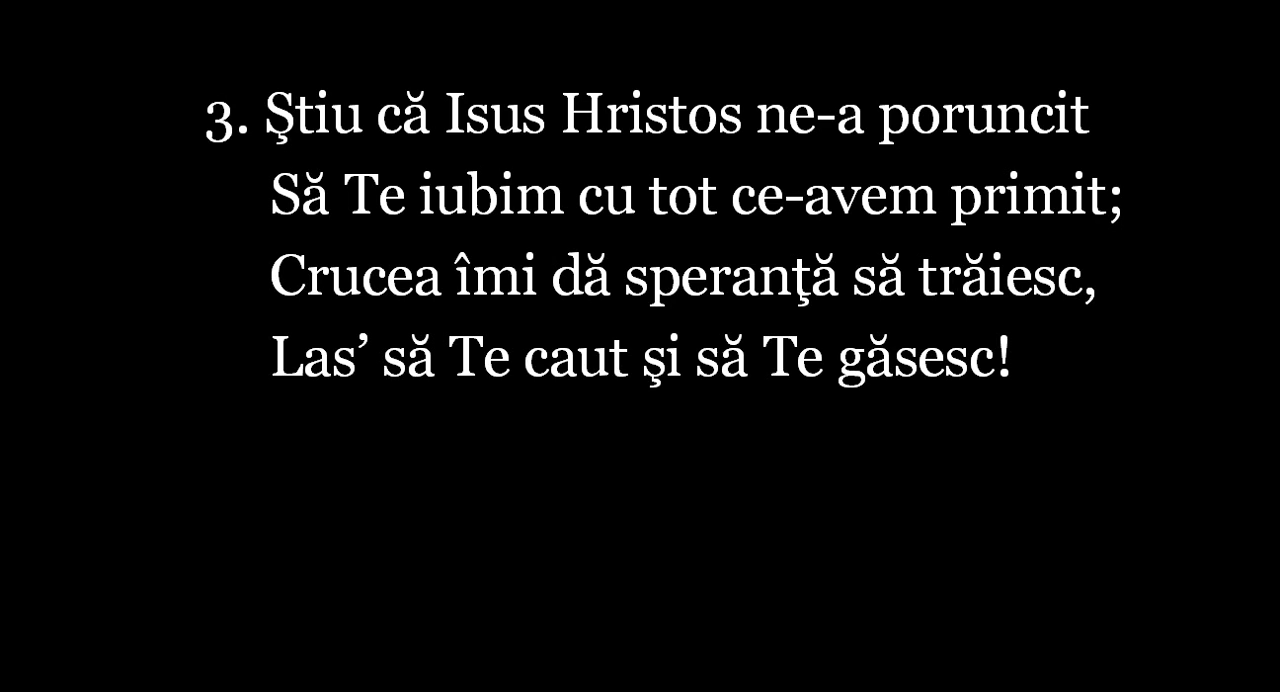 3. Ştiu că Isus Hristos ne-a poruncit
Să Te iubim cu tot ce-avem primit;
Crucea îmi dă speranţă să trăiesc,
Las’ să Te caut şi să Te găsesc!